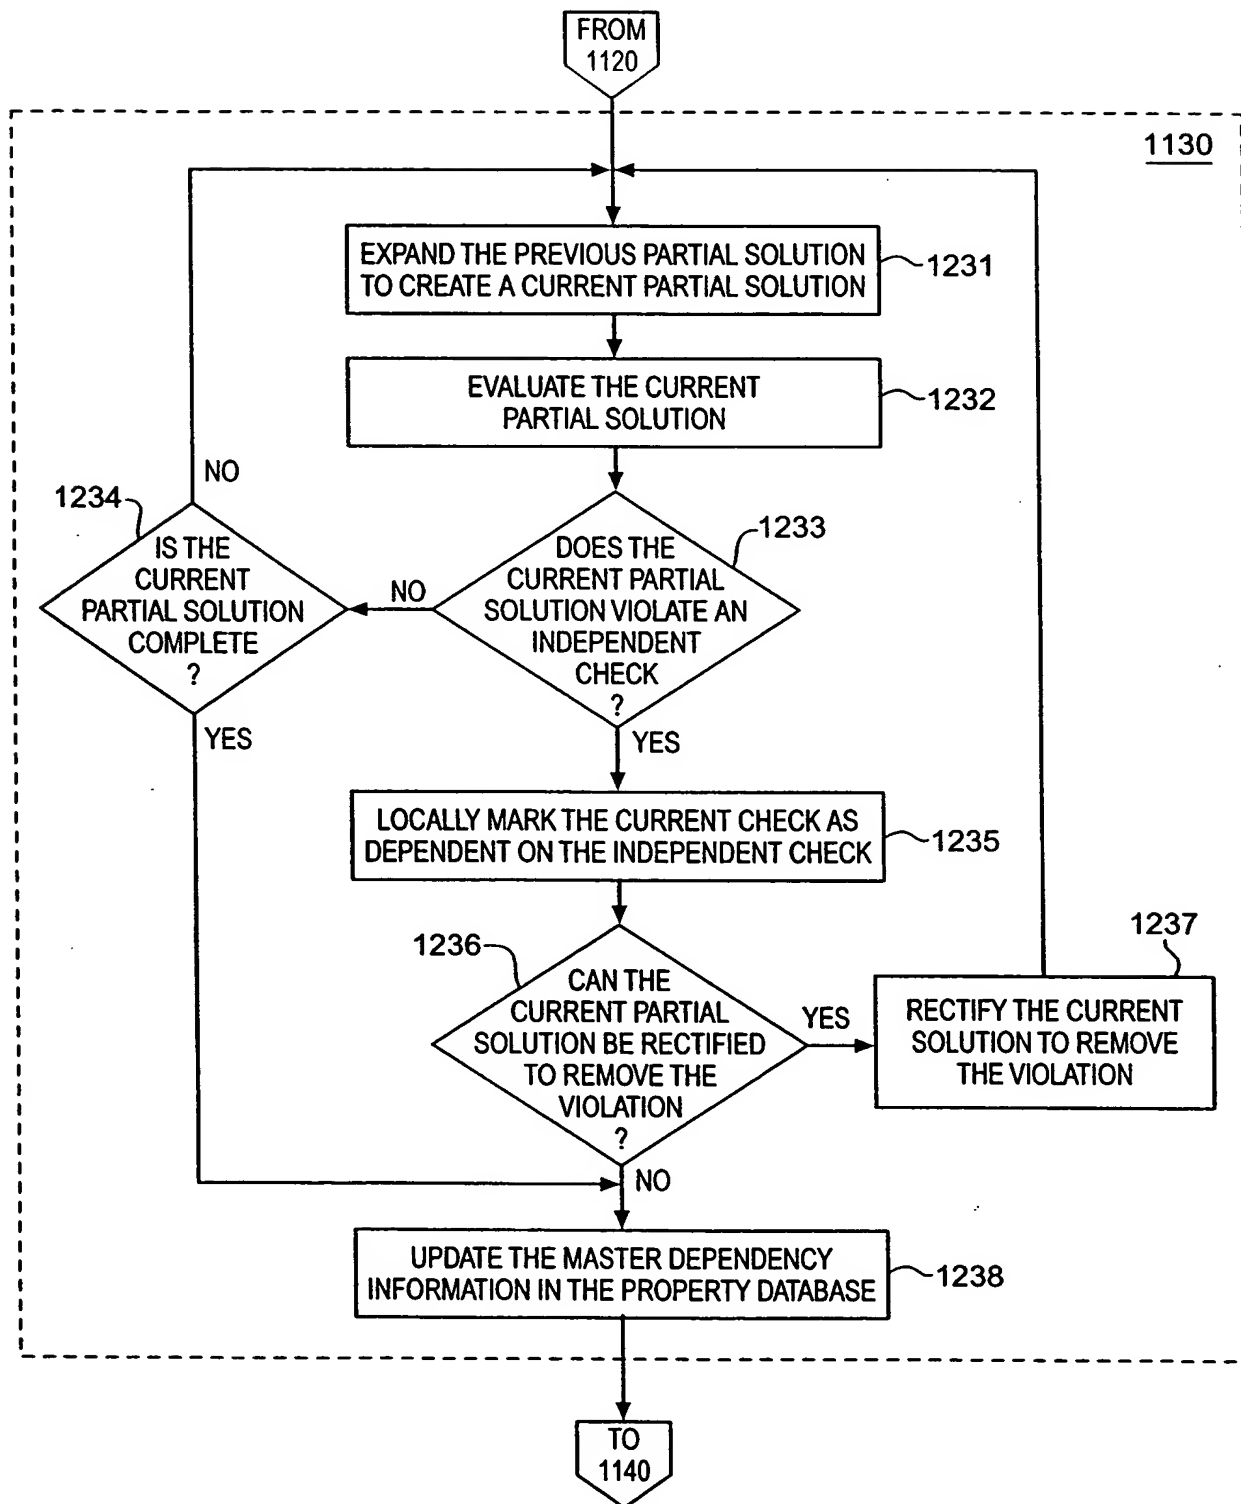 FROM
1120
1130
EXPAND THE PREVIOUS PARTIAL SOLUTION
TO CREATE A CURRENT PARTIAL SOLUTION
1231
EVALUATE THE CURRENT
PARTIAL SOLUTION
1232
NO
1234
IS THE
CURRENT
PARTIAL SOLUTION
COMPLETE
?
NO
1233
DOES THE
CURRENT PARTIAL
SOLUTION VIOLATE AN
INDEPENDENT
CHECK
?
YES
YES
LOCALLY MARK THE CURRENT CHECK AS
DEPENDENT ON THE INDEPENDENT CHECK
1235
1236
CAN THE
CURRENT PARTIAL
SOLUTION BE RECTIFIED
TO REMOVE THE
VIOLATION
?
YES
1237
RECTIFY THE CURRENT
SOLUTION TO REMOVE
THE VIOLATION
NO
UPDATE THE MASTER DEPENDENCY
INFORMATION IN THE PROPERTY DATABASE
1238
TO
1140